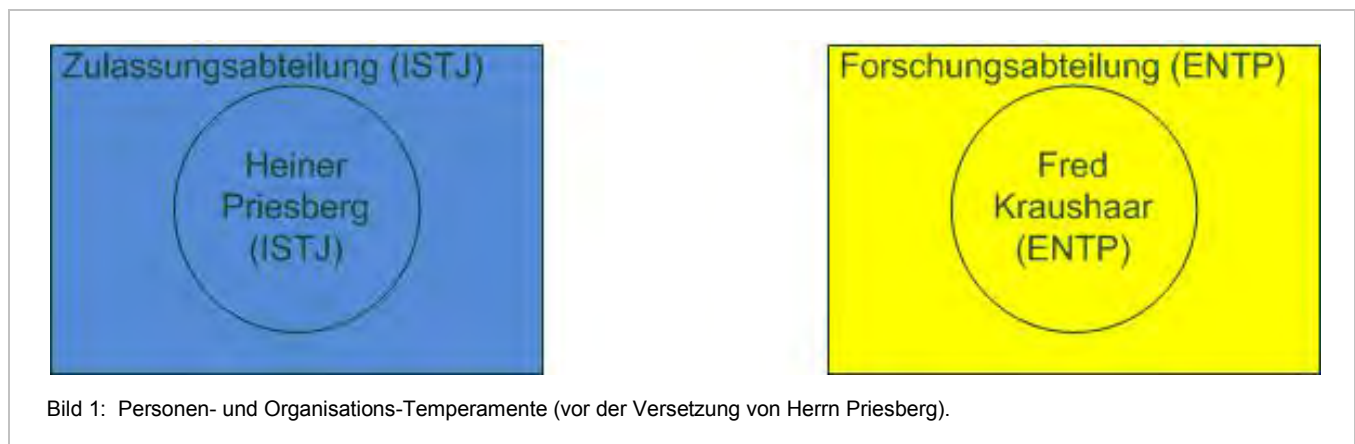 Zulassungsabteilung (ISTJ)
Heiner
Priesberg
(ISTJ)
Forschungsabteilung (ENTP)
Fred
Kraushaar
(ENTP)
Bild 1: Personen- und Organisations-Temperamente (vor der Versetzung von Herrn Priesberg).